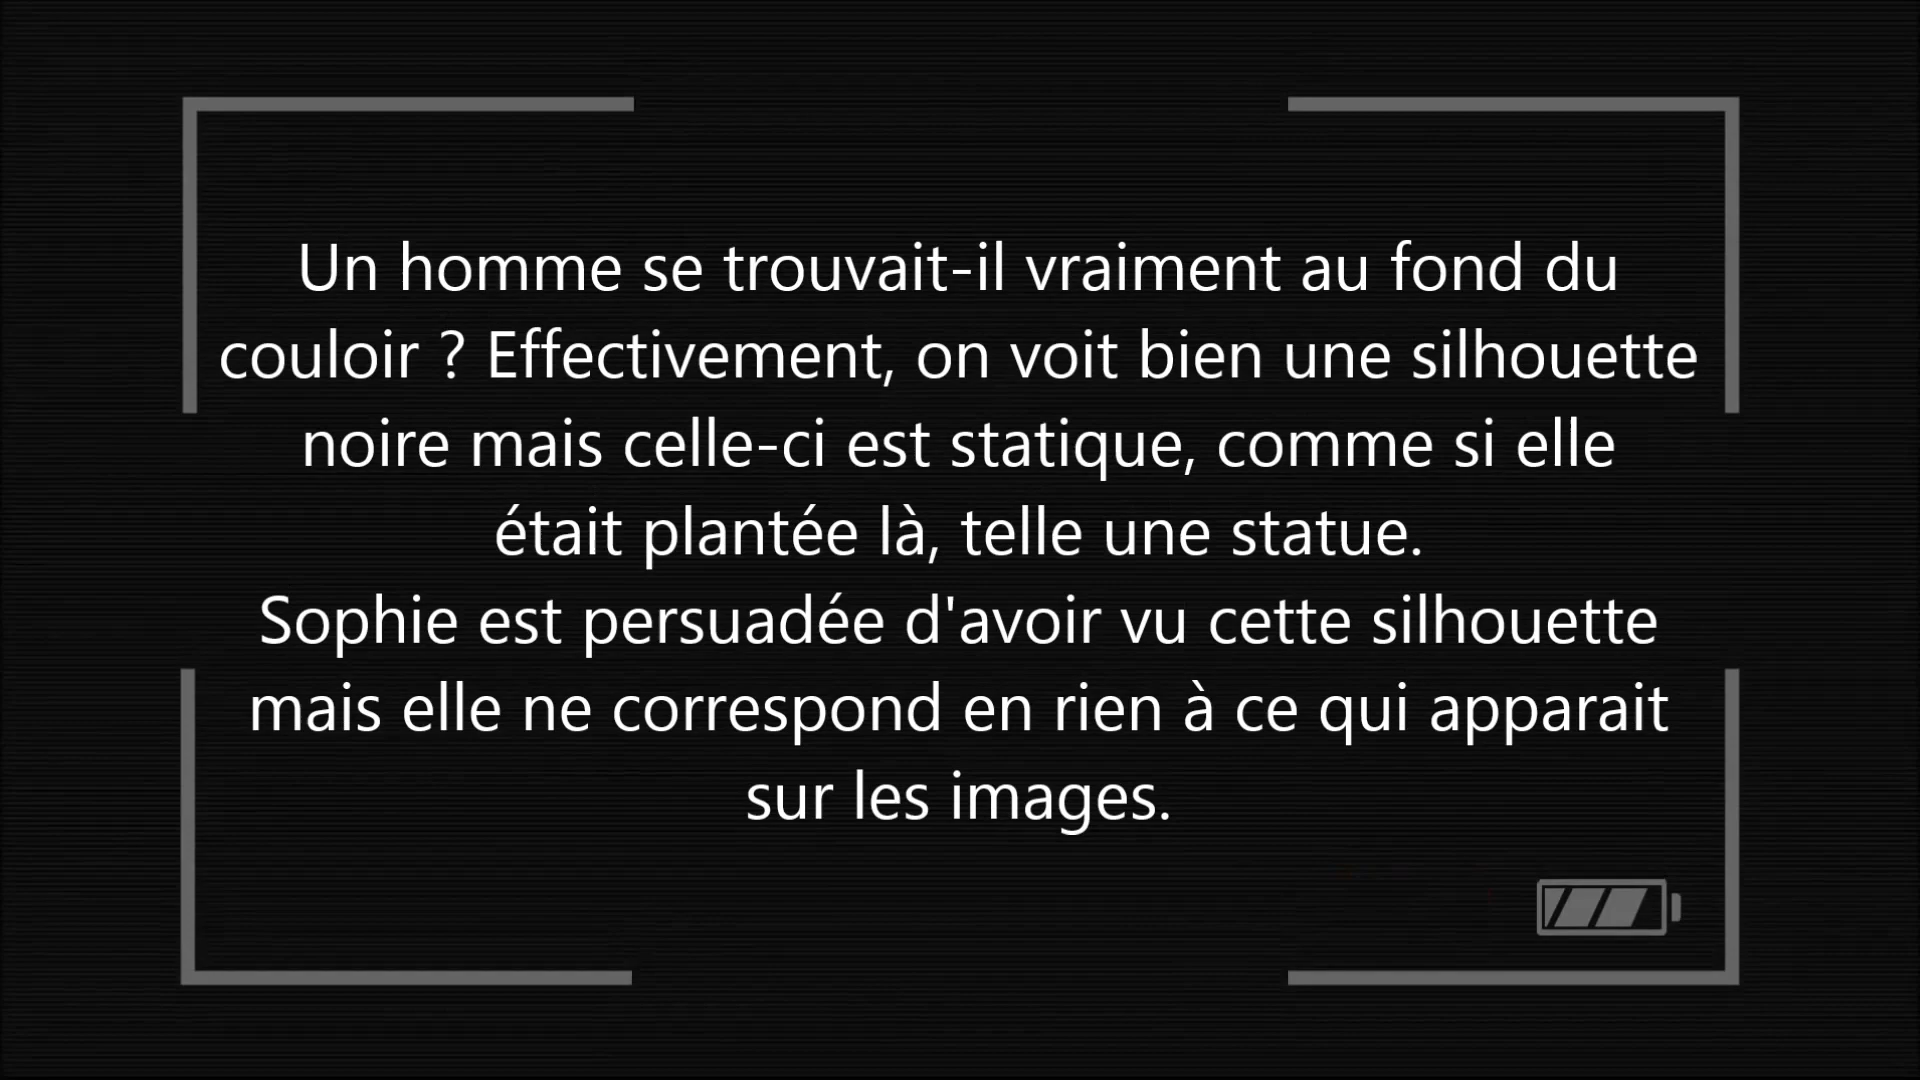 Un homme se trouvait-il vraiment au fond du
couloir ? Effectivement, on voit bien une silhouette
noire mais celle-ci est statique, comme si elle
était plantée là, telle une statue.
Sophie est persuadée d'avoir vu cette silhouette
mais elle ne correspond en rien à ce qui apparait
sur les images.